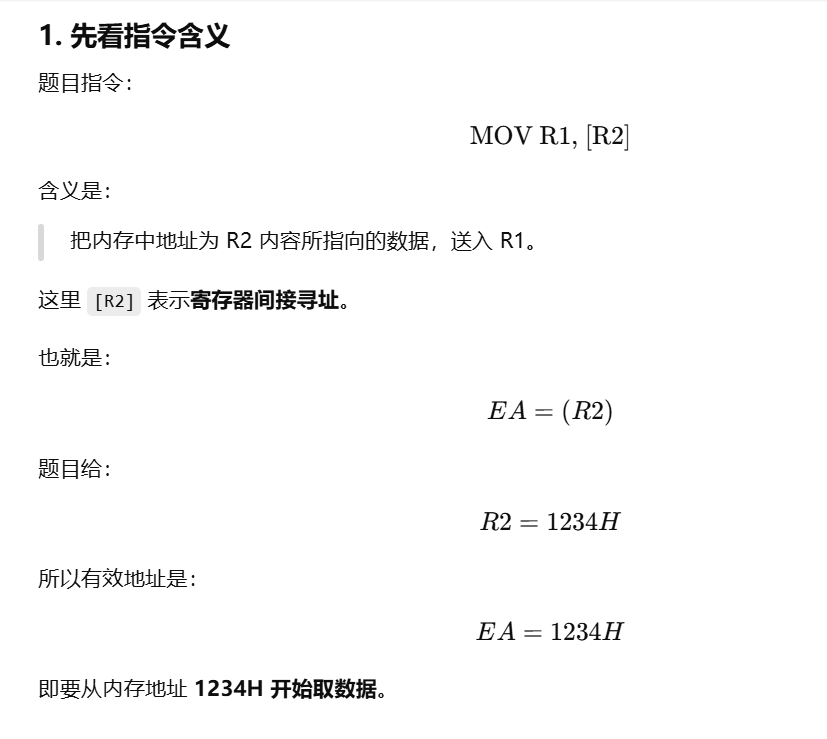 1. 先看指令含义
题目指令：
MOV R1, [R2]
含义是：
把内存中地址为 R2 内容所指向的数据，送入 R1。
这里 [R2] 表示寄存器间接寻址。
也就是：
EA = (R2)
题目给：
R2 = 1234H
所以有效地址是：
EA = 1234H
即要从内存地址 1234H 开始取数据。